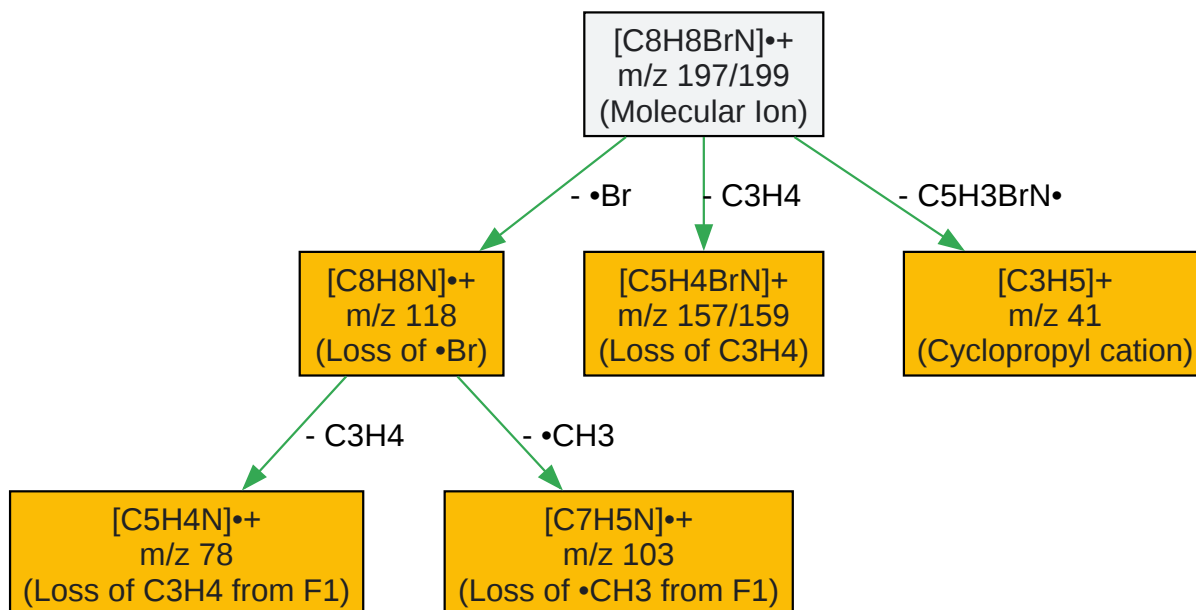 [C8H8BrN]•+
m/z 197/199
(Molecular Ion)
- •Br
- C3H4
- C5H3BrN•
[C8H8N]•+
m/z 118
(Loss of •Br)
[C5H4BrN]+
m/z 157/159
(Loss of C3H4)
[C3H5]+
m/z 41
(Cyclopropyl cation)
- C3H4
- •CH3
[C5H4N]•+
m/z 78
(Loss of C3H4 from F1)
[C7H5N]•+
m/z 103
(Loss of •CH3 from F1)